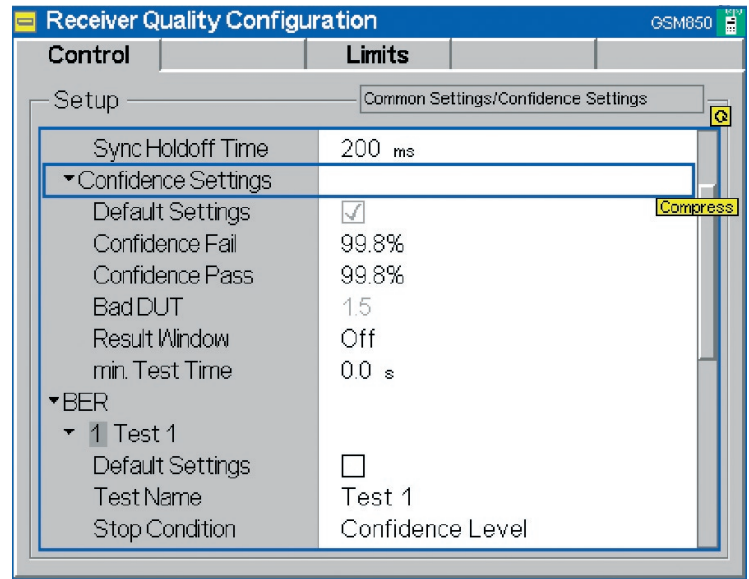 Receiver Quality Configuration GSM850
Control Limits
Setup Common Settings/Confidence Settings
Sync Holdoff Time 200 ms
Confidence Settings
Compress
Default Settings
Confidence Fail 99.8%
Confidence Pass 99.8%
Bad DUT 1.5
Result Window Off
min. Test Time 0.0 s
BER
1 Test 1
Default Settings
Test Name Test 1
Stop Condition Confidence Level